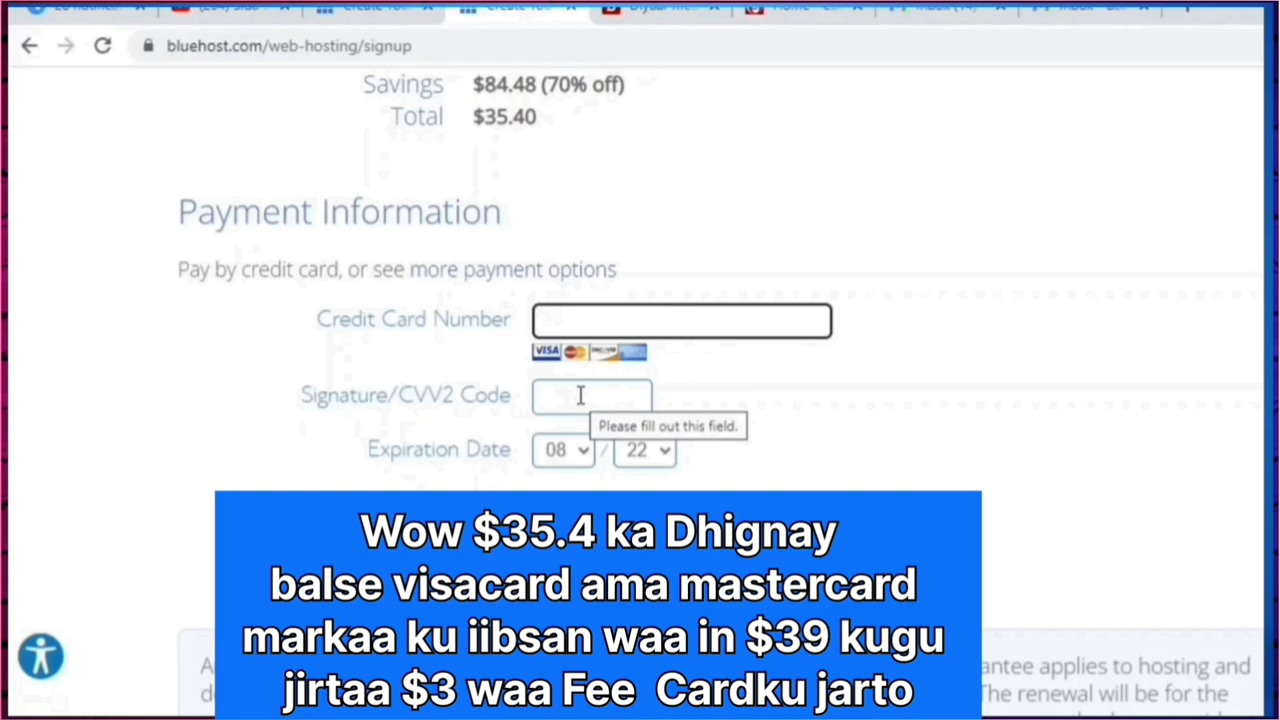 bluehost.com/web-hosting/signup
Savings $84.48 (70% off)
Total $35.40
Payment Information
Pay by credit card, or see more payment options
Credit Card Number
VISA
Signature/CVV2 Code
Please fill out this field.
Expiration Date 08 / 22
Wow $35.4 ka Dhignay
balse visacard ama mastercard
markaa ku iibsan waa in $39 kugu
jirtaa $3 waa Fee Cardku jarto
applies to hosting and
The renewal will be for the